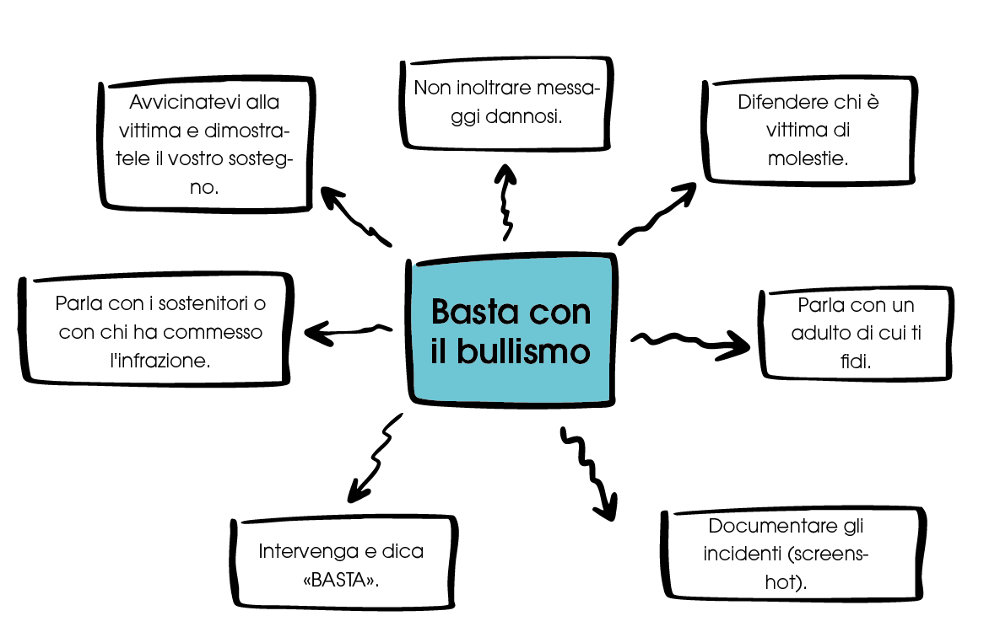 Avvicinatevi alla
vittima e dimostra-
tele il vostro sosteg-
no.
Non inoltrare messa-
ggi dannosi.
Difendere chi è
vittima di
molestie.
Parla con i sostenitori o
con chi ha commesso
l'infrazione.
Basta con
il bullismo
Parla con un
adulto di cui ti
fidi.
Intervenga e dica
«BASTA».
Documentare gli
incidenti (screens-
hot).